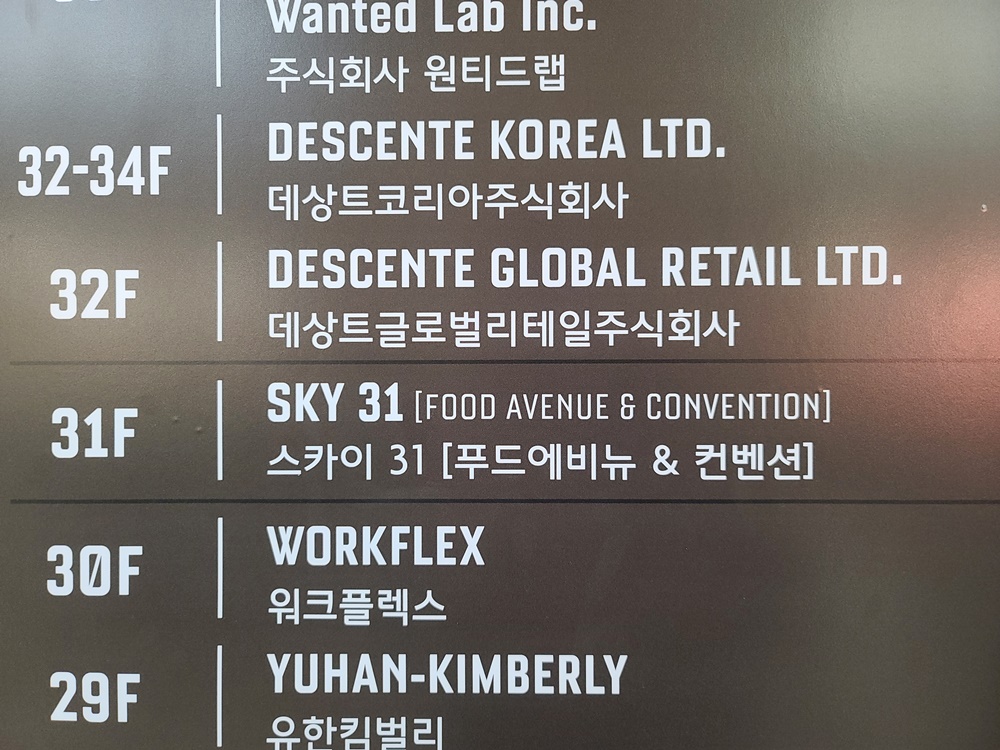 Wanted Lab Inc.
주식회사 원티드랩
32-34F
DESCENTE KOREA LTD.
데상트코리아주식회사
32F
DESCENTE GLOBAL RETAIL LTD.
데상트글로벌리테일주식회사
31F
SKY 31 [FOOD AVENUE & CONVENTION]
스카이 31 [푸드에비뉴 & 컨벤션]
30F
WORKFLEX
워크플렉스
29F
YUHAN-KIMBERLY
유한킴벌리